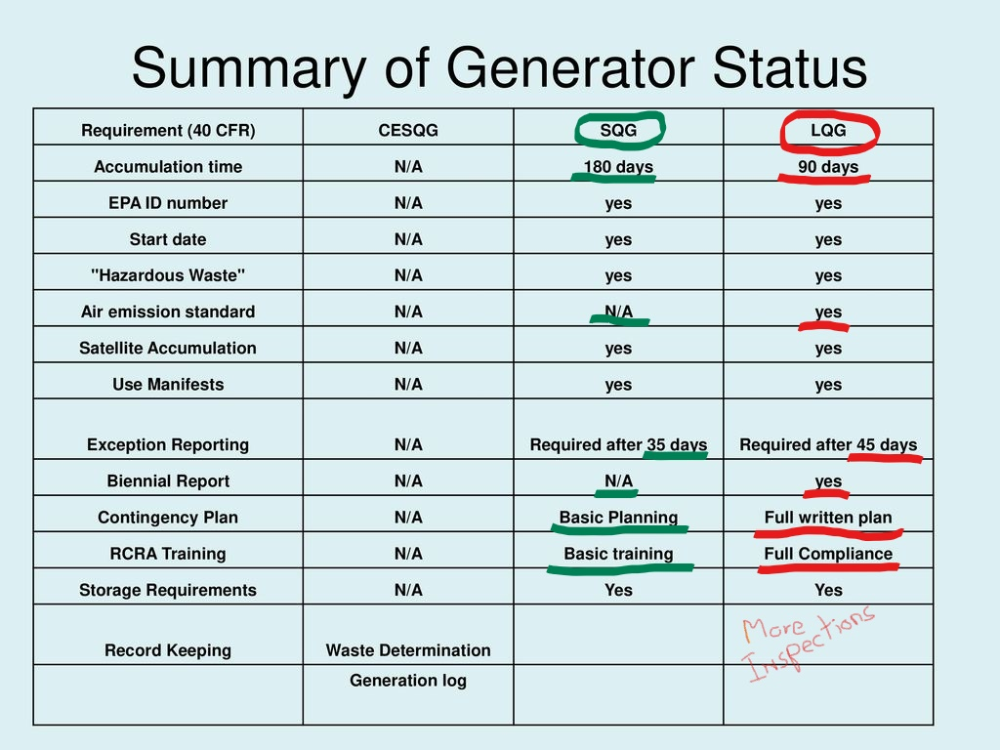 Summary of Generator Status
Requirement (40 CFR) CESQG SQG LQG
Accumulation time N/A 180 days 90 days
EPA ID number N/A yes yes
Start date N/A yes yes
"Hazardous Waste" N/A yes yes
Air emission standard N/A N/A yes
Satellite Accumulation N/A yes yes
Use Manifests N/A yes yes
Exception Reporting N/A Required after 35 days Required after 45 days
Biennial Report N/A N/A yes
Contingency Plan N/A Basic Planning Full written plan
RCRA Training N/A Basic training Full Compliance
Storage Requirements N/A Yes Yes
More
Inspections
Record Keeping Waste Determination
Generation log